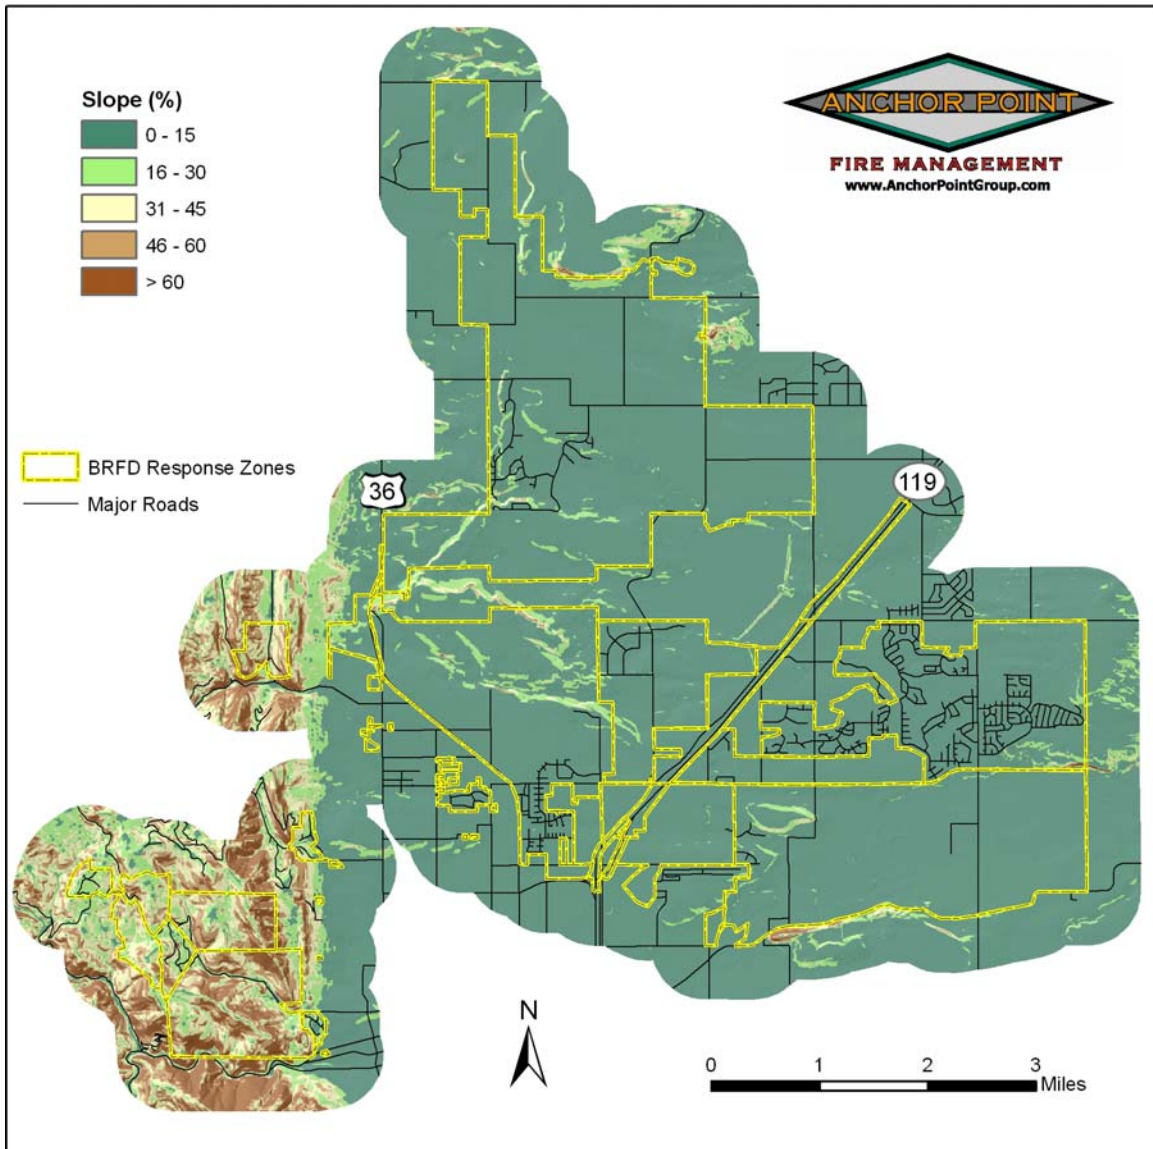 Slope (%)
0 - 15
16 - 30
31 - 45
46 - 60
> 60
ANCHOR POINT
FIRE MANAGEMENT
www.AnchorPointGroup.com
BRFD Response Zones
Major Roads
36
119
N
0 1 2 3
Miles